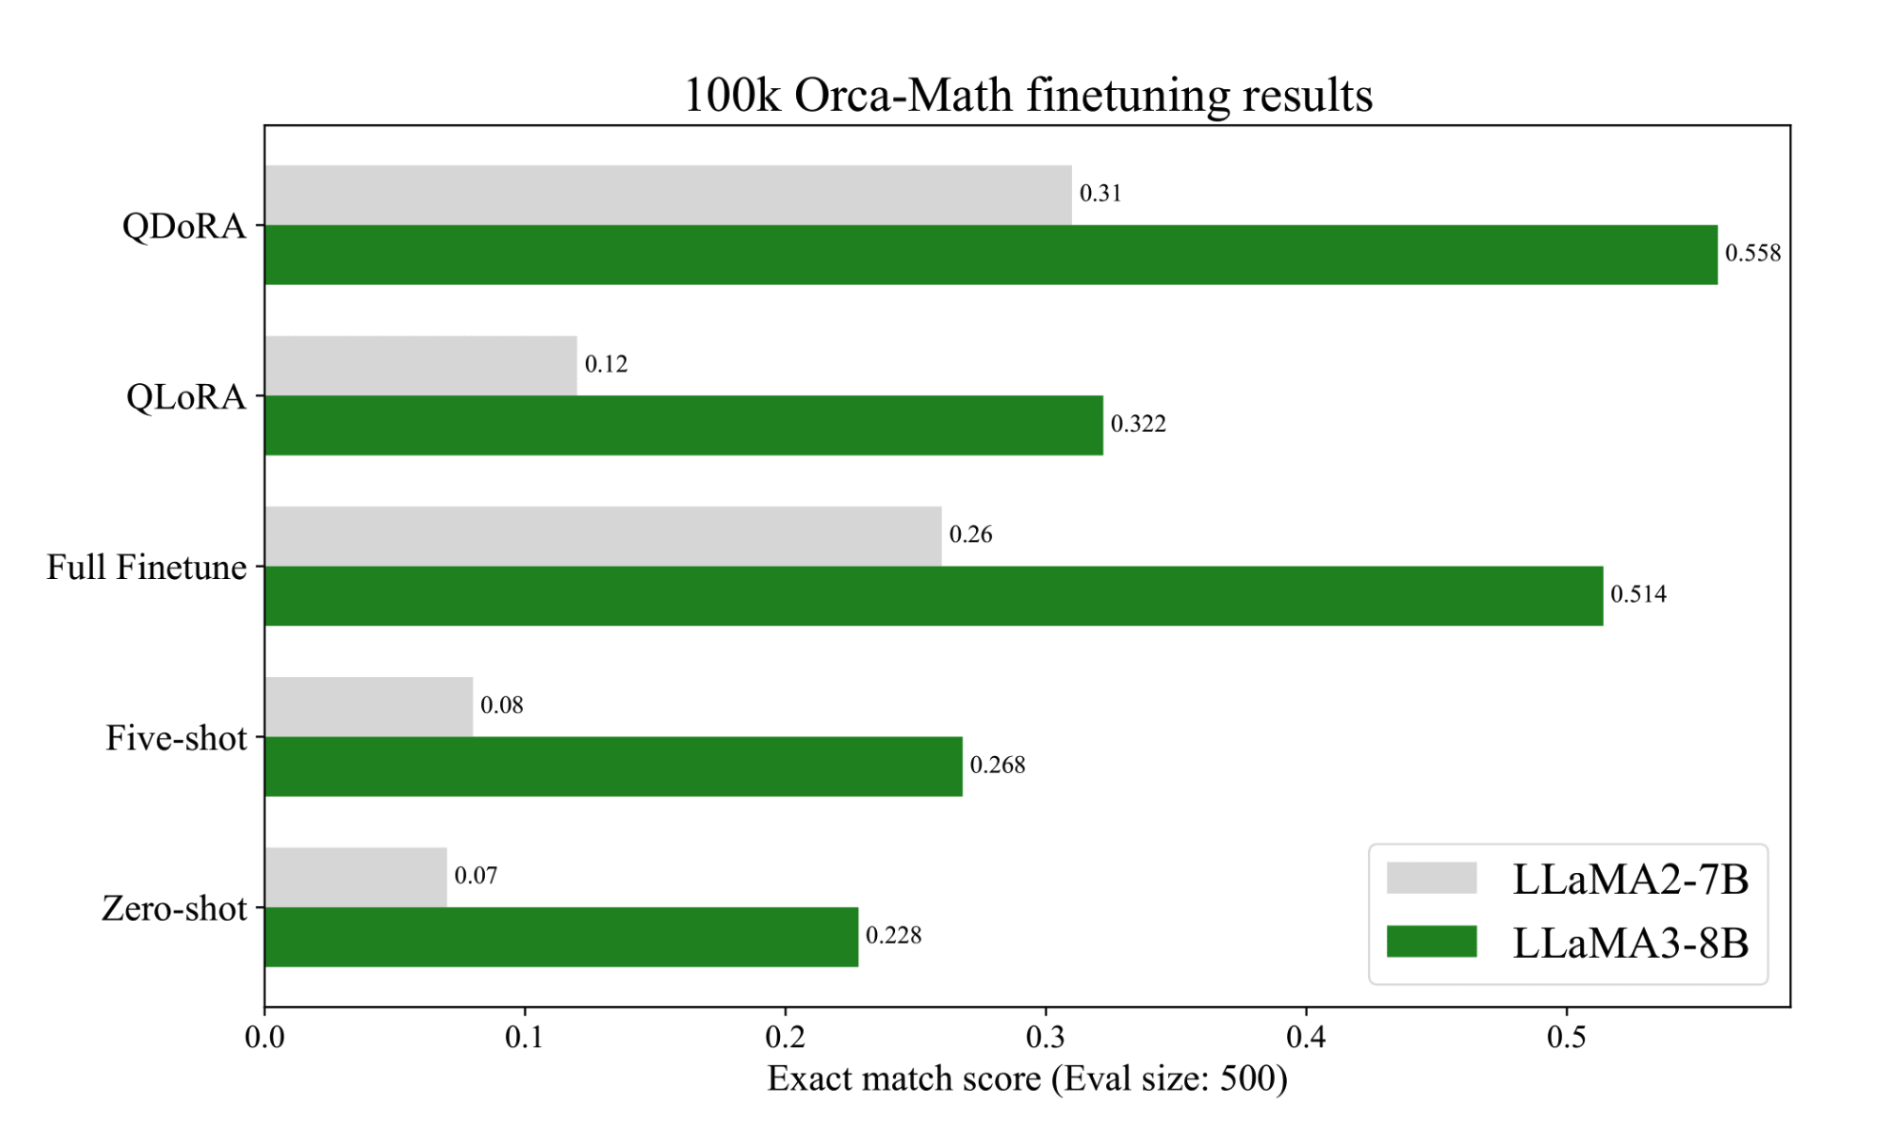 100k Orca-Math finetuning results
QDoRA
0.31
0.558
QLoRA
0.12
0.322
Full Finetune
0.26
0.514
Five-shot
0.08
0.268
Zero-shot
0.07
0.228
LLaMA2-7B
LLaMA3-8B
0.0 0.1 0.2 0.3 0.4 0.5
Exact match score (Eval size: 500)